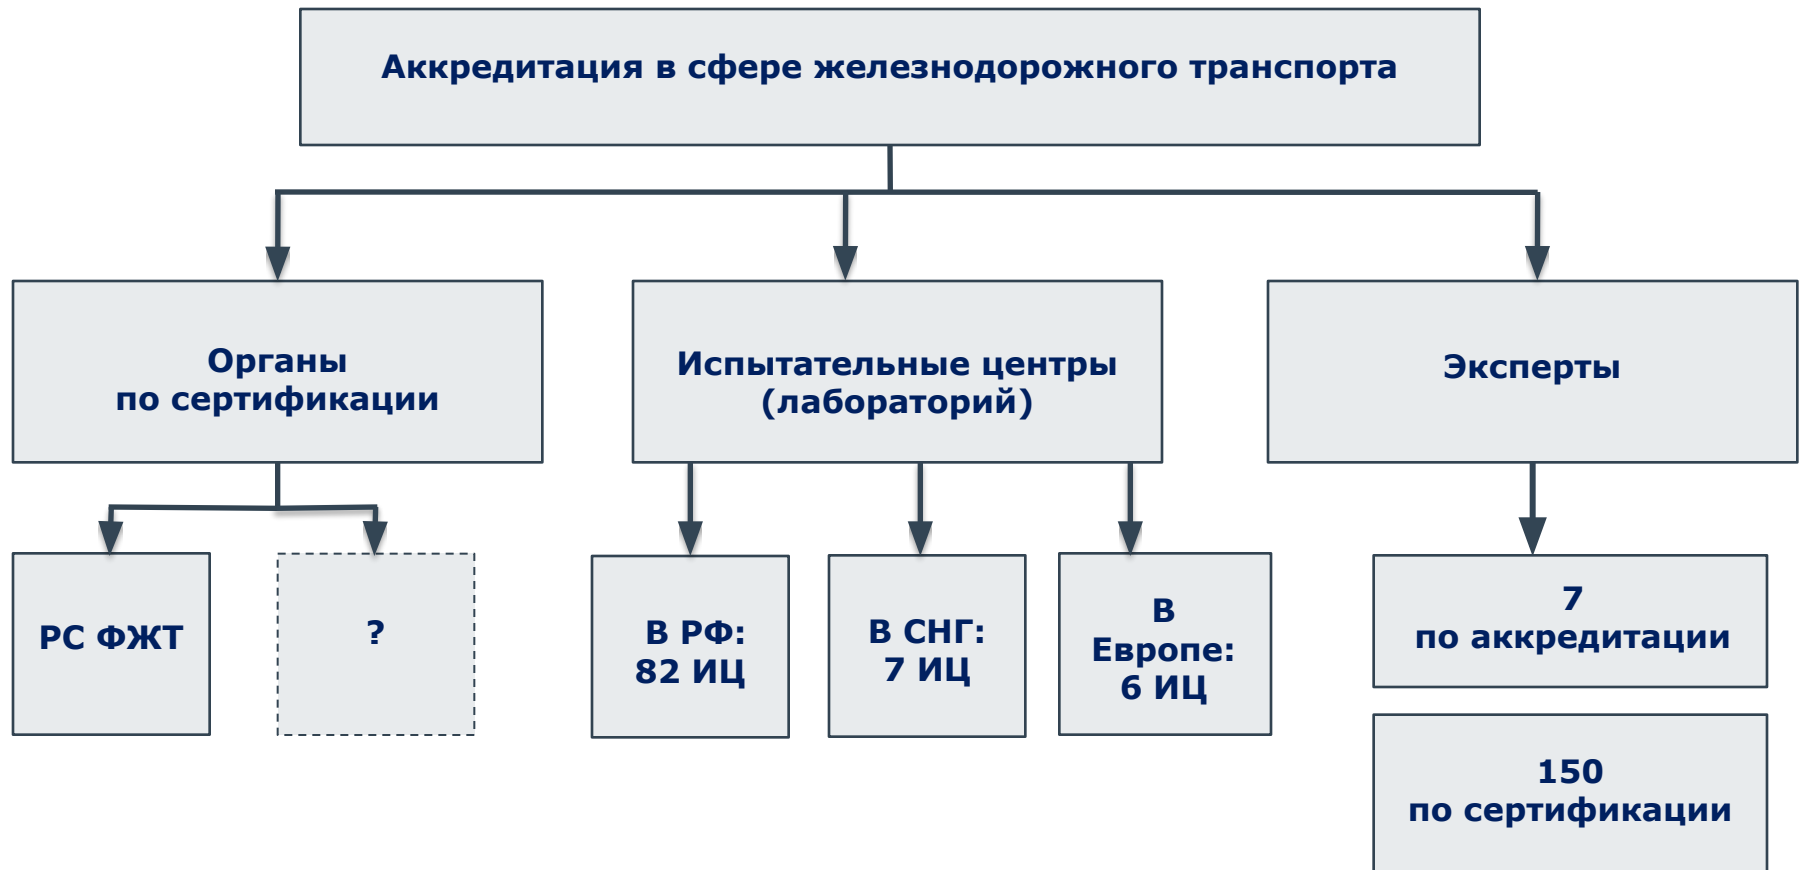 Аккредитация в сфере железнодорожного транспорта
Органы
по сертификации
Испытательные центры
(лабораторий)
Эксперты
РС ФЖТ
?
В РФ:
82 ИЦ
В СНГ:
7 ИЦ
В
Европе:
6 ИЦ
7
по аккредитации
150
по сертификации